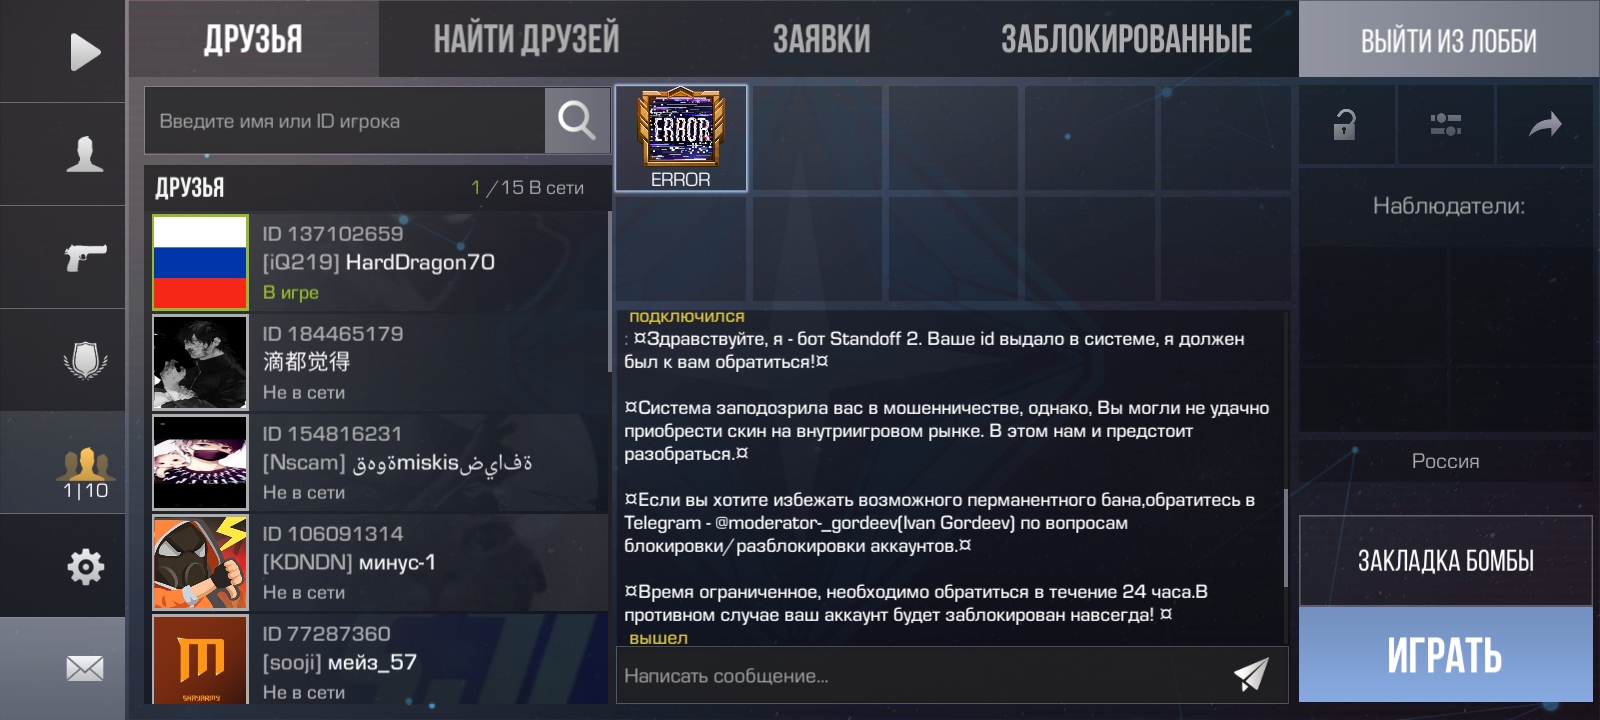 ДРУЗЬЯ
НАЙТИ ДРУЗЕЙ
ЗАЯВКИ
ЗАБЛОКИРОВАННЫЕ
ВЫЙТИ ИЗ ЛОББИ
Введите имя или ID игрока
ДРУЗЬЯ
1 / 15 В сети
ID 137102659
[iQ219] HardDragon70
В игре
ID 184465179
滴都觉得
Не в сети
ID 154816231
[Nscam] ةوهقmiskisةفايض
Не в сети
ID 106091314
[KDNDN] минус-1
Не в сети
ID 77287360
[sooji] мейз_57
Не в сети
1|10
ERROR
ERROR
подключился
: ¤Здравствуйте, я - бот Standoff 2. Ваше id выдало в системе, я должен
был к вам обратиться!¤
¤Система заподозрила вас в мошенничестве, однако, Вы могли не удачно
приобрести скин на внутриигровом рынке. В этом нам и предстоит
разобраться.¤
¤Если вы хотите избежать возможного перманентного бана,обратитесь в
Telegram - @moderator-_gordeev(Ivan Gordeev) по вопросам
блокировки/разблокировки аккаунтов.¤
¤Время ограниченное, необходимо обратиться в течение 24 часа.В
противном случае ваш аккаунт будет заблокирован навсегда! ¤
вышел
Написать сообщение...
Наблюдатели:
Россия
ЗАКЛАДКА БОМБЫ
ИГРАТЬ